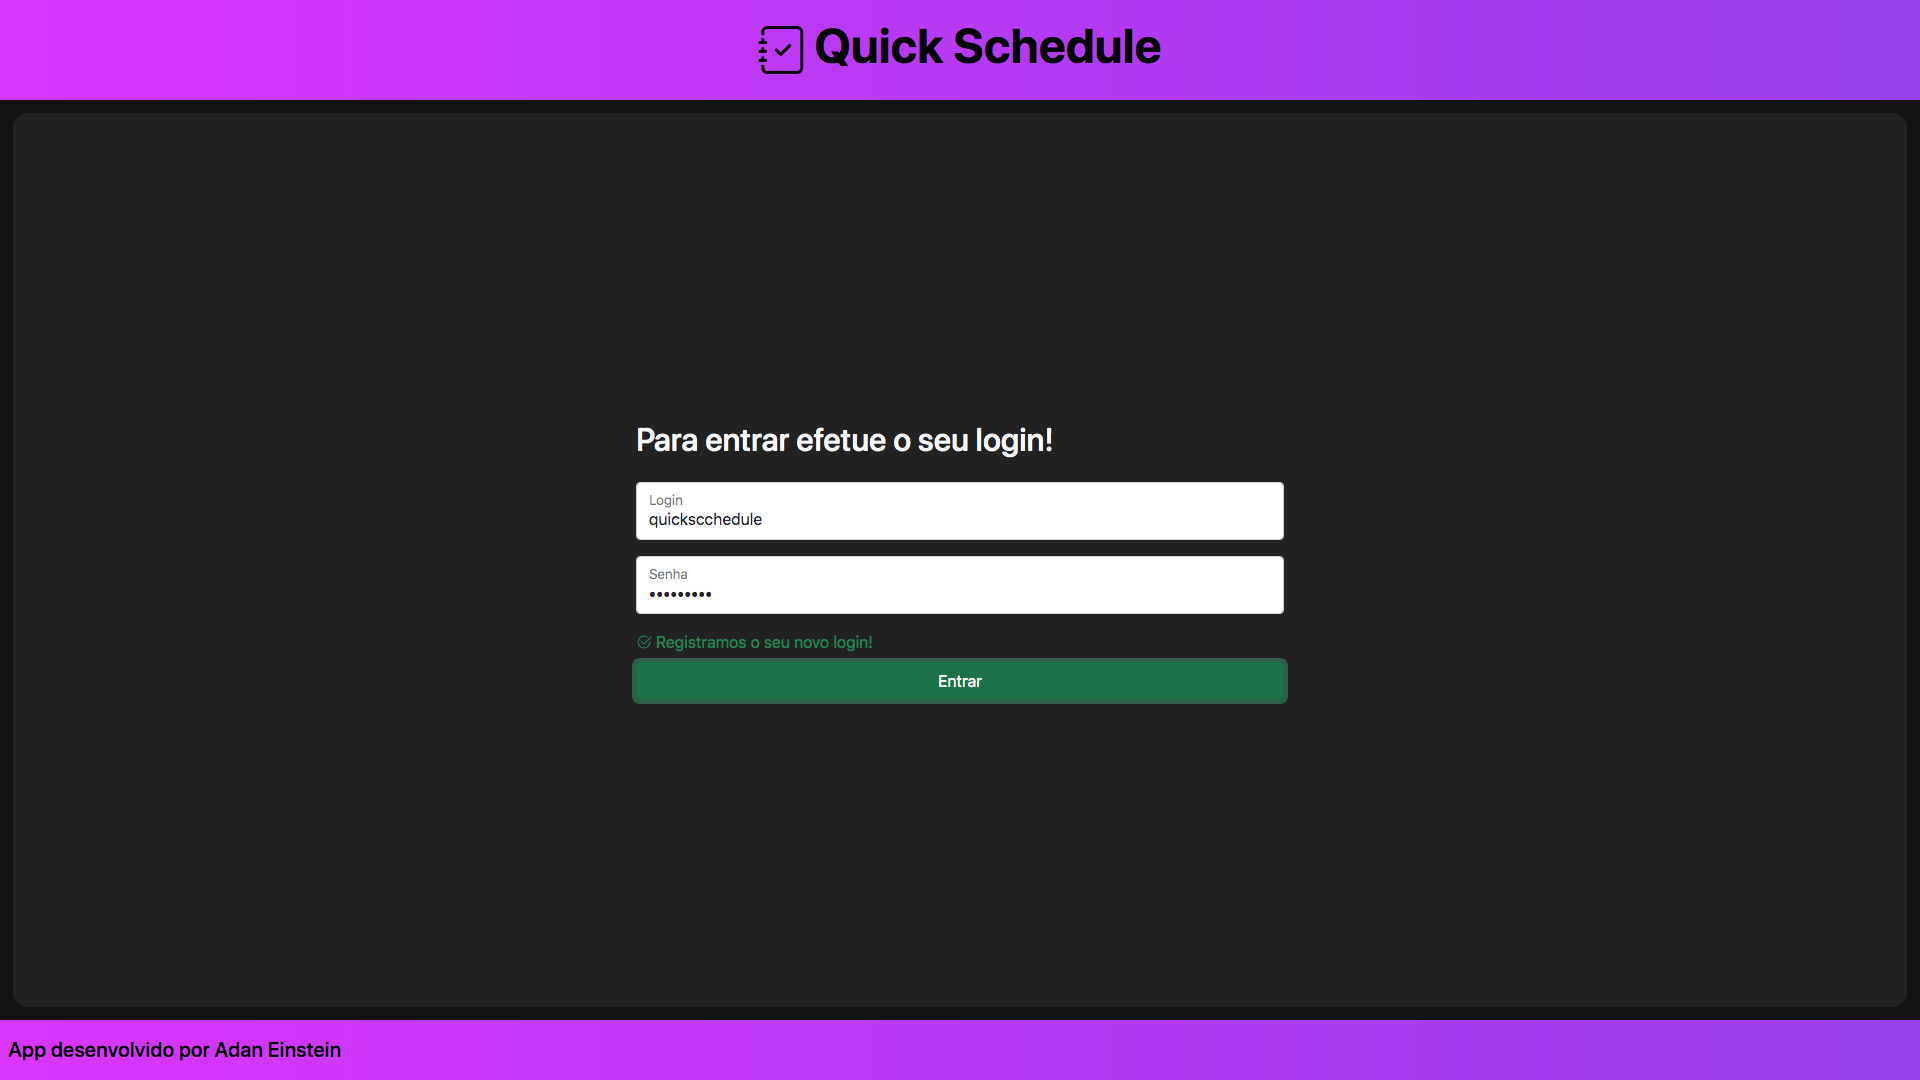 Quick Schedule
Para entrar efetue o seu login!
Login
quickscchedule
Senha
•••••••••
Registramos o seu novo login!
Entrar
App desenvolvido por Adan Einstein